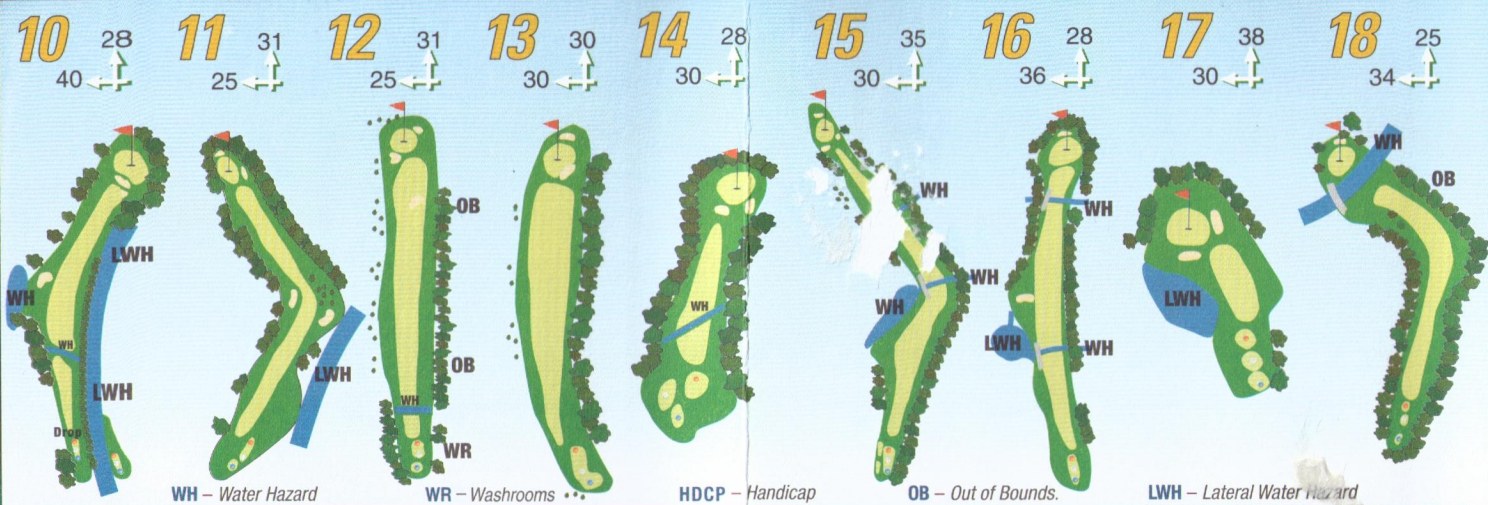 10 28
40
11 31
25
12 31
25
13 30
30
14 28
30
15 35
30
16 28
36
17 38
30
18 25
34
LWH
WH
WH
LWH
Drop
LWH
OB
OB
WH
WR
WH
WH
WH
WH
WH
LWH
WH
LWH
WH
OB
WH – Water Hazard
WR – Washrooms
HDCP – Handicap
OB – Out of Bounds.
LWH – Lateral Water Hazard